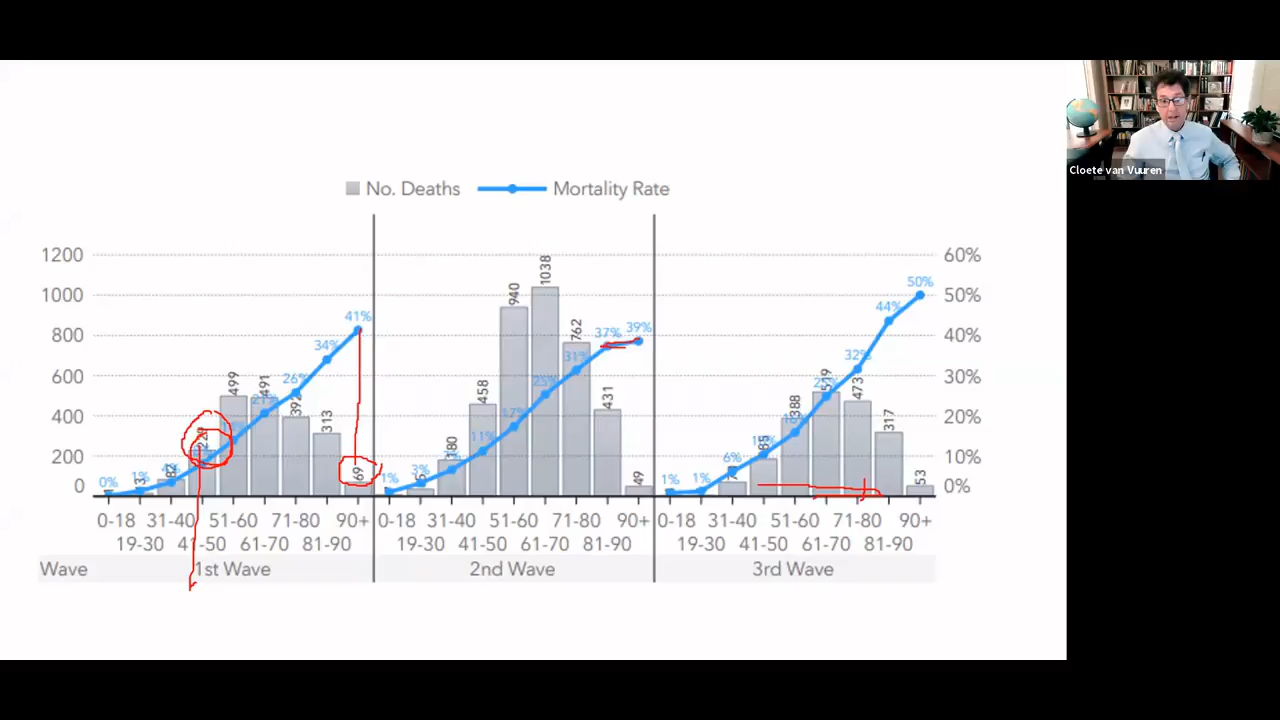 Cloete van Vuuren
No. Deaths Mortality Rate
1200 60%
1000 50%
800 40%
600 30%
400 20%
200 10%
0 0%
0% 1% 26% 34% 41%
499 491 313 69
1% 3% 11% 17% 25% 31% 37% 39%
458 940 1038 762 431 49
1% 1% 6% 32% 44% 50%
388 473 317 53
0-18 31-40 51-60 71-80 90+ 0-18 31-40 51-60 71-80 90+ 0-18 31-40 51-60 71-80 90+
19-30 41-50 61-70 81-90 19-30 41-50 61-70 81-90 19-30 41-50 61-70 81-90
Wave 1st Wave 2nd Wave 3rd Wave